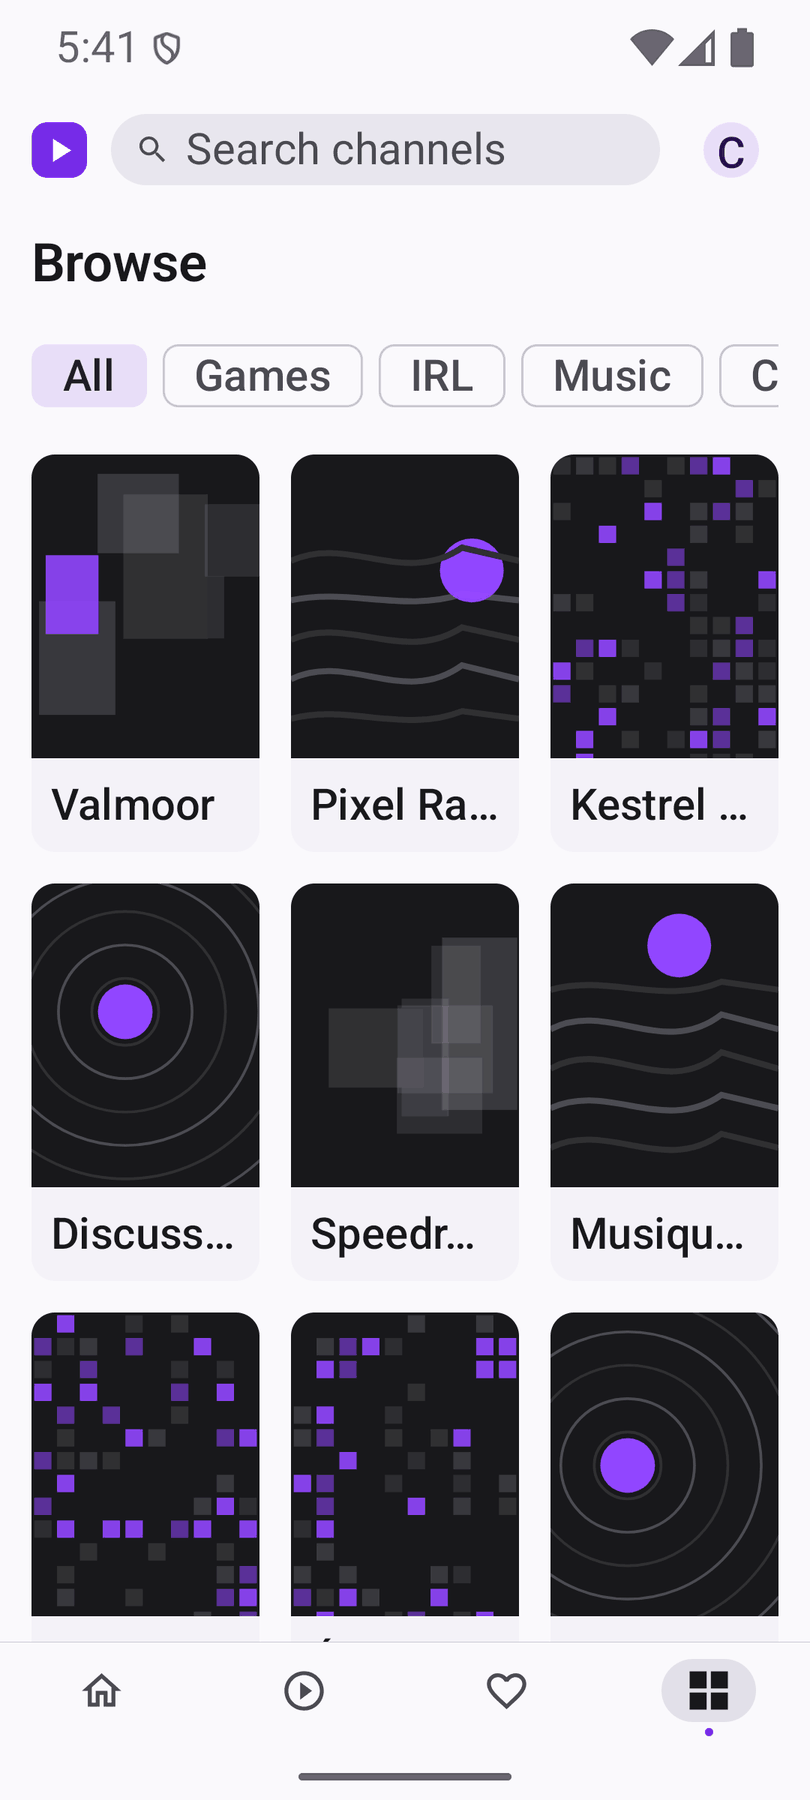 5:41
Search channels
C
Browse
All
Games
IRL
Music
C
Valmoor
Pixel Ra...
Kestrel ...
Discuss...
Speedr...
Musiqu...